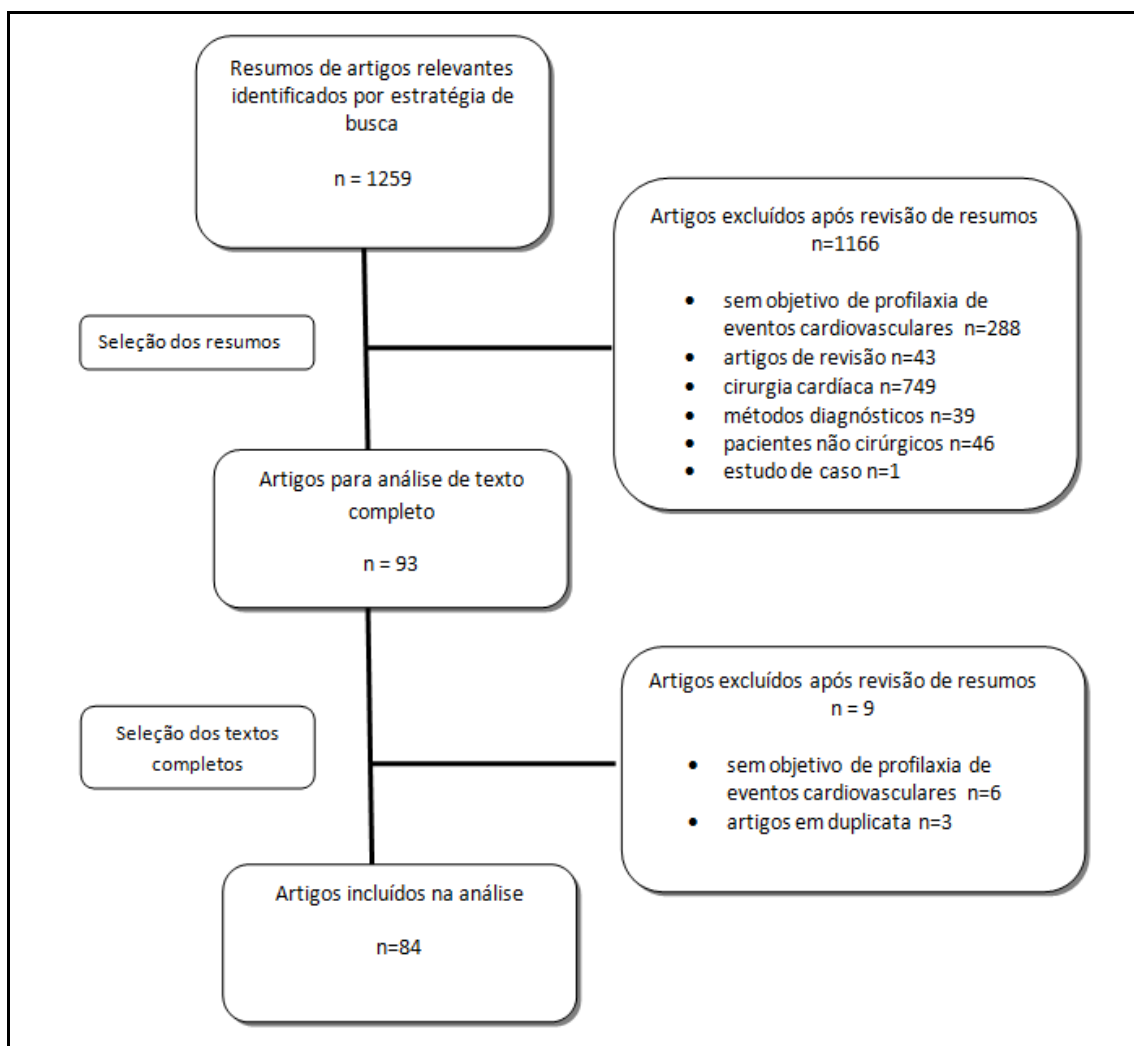 Resumos de artigos relevantes
identificados por estratégia de
busca
n = 1259
Artigos excluídos após revisão de resumos
n=1166
• sem objetivo de profilaxia de
eventos cardiovasculares n=288
• artigos de revisão n=43
• cirurgia cardíaca n=749
• métodos diagnósticos n=39
• pacientes não cirúrgicos n=46
• estudo de caso n=1
Seleção dos resumos
Artigos para análise de texto
completo
n = 93
Artigos excluídos após revisão de resumos
n = 9
• sem objetivo de profilaxia de
eventos cardiovasculares n=6
• artigos em duplicata n=3
Seleção dos textos
completos
Artigos incluídos na análise
n=84